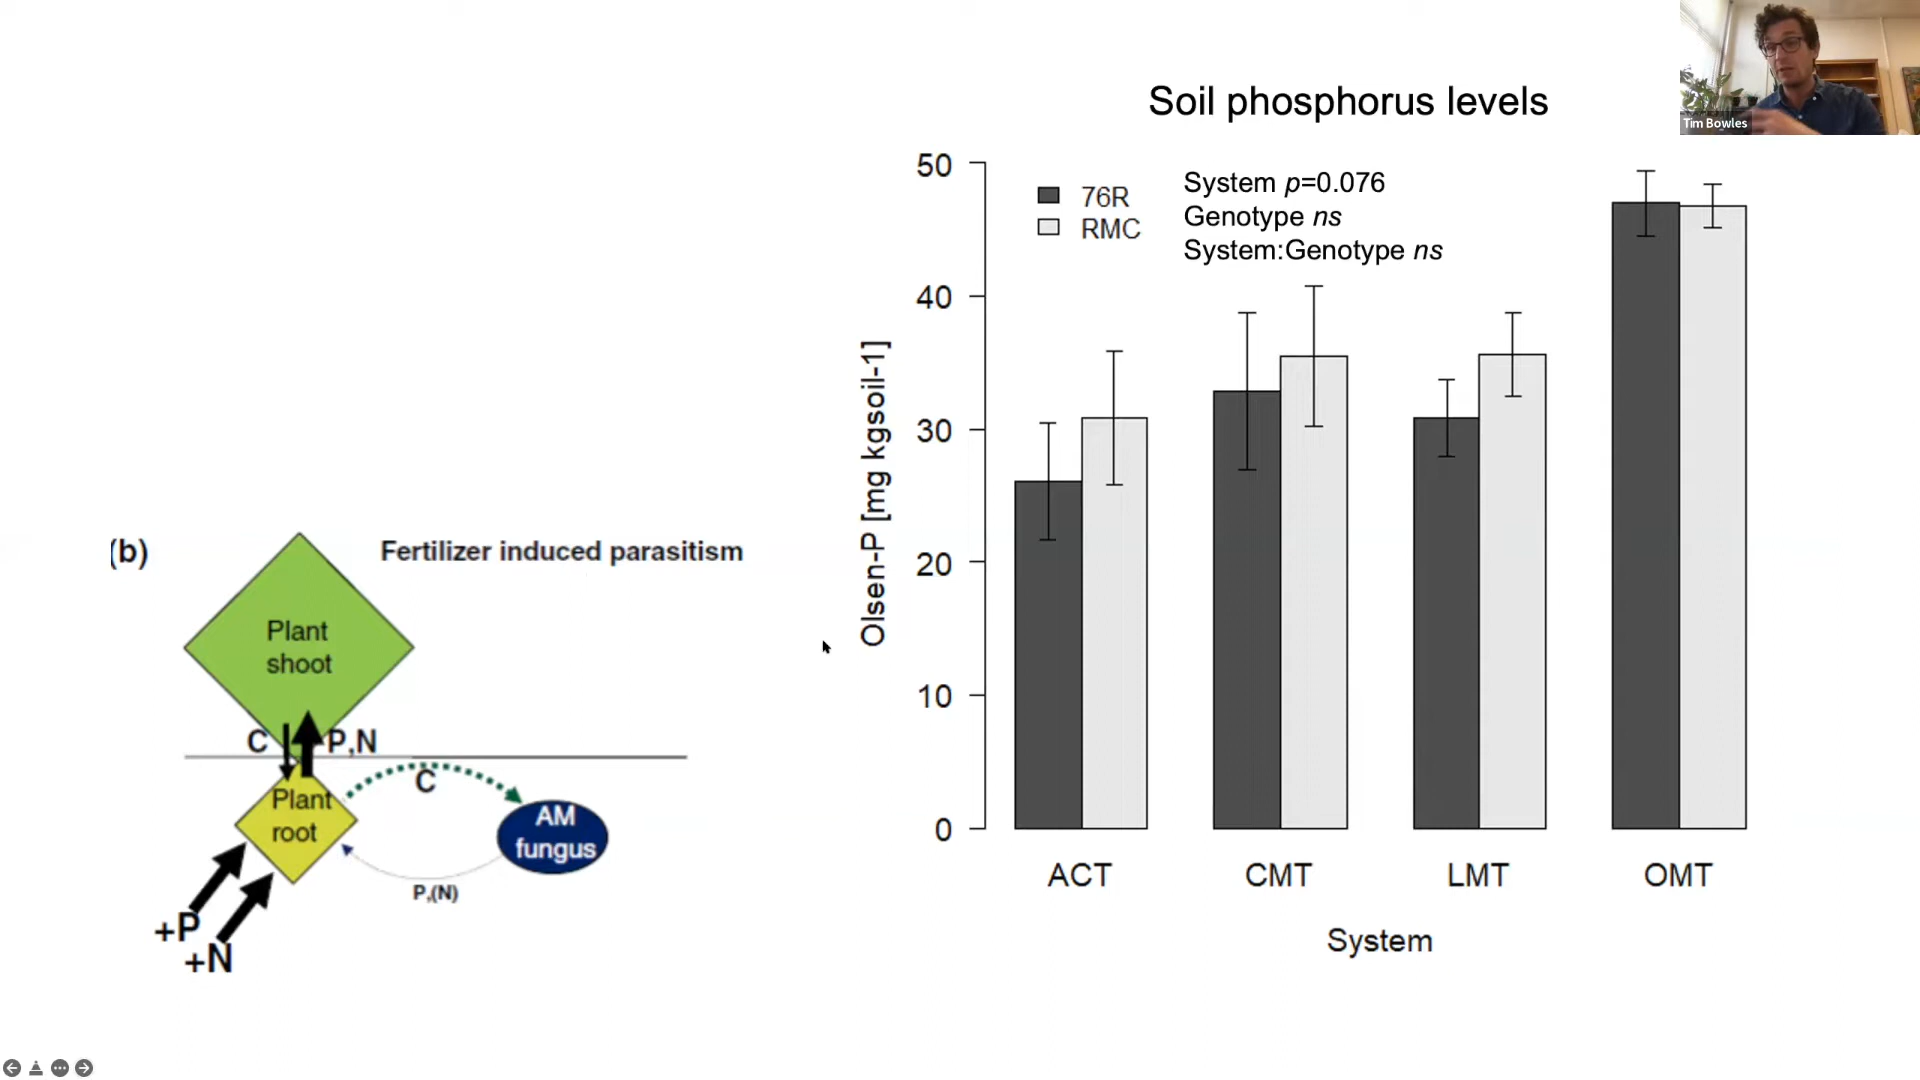 Tim Bowles
Soil phosphorus levels
76R
RMC
System p=0.076
Genotype ns
System:Genotype ns
Olsen-P [mg kgsoil-1]
50
40
30
20
10
0
ACT CMT LMT OMT
System
(b) Fertilizer induced parasitism
Plant
shoot
C P,N
C
Plant
root
AM
fungus
P,(N)
+P
+N